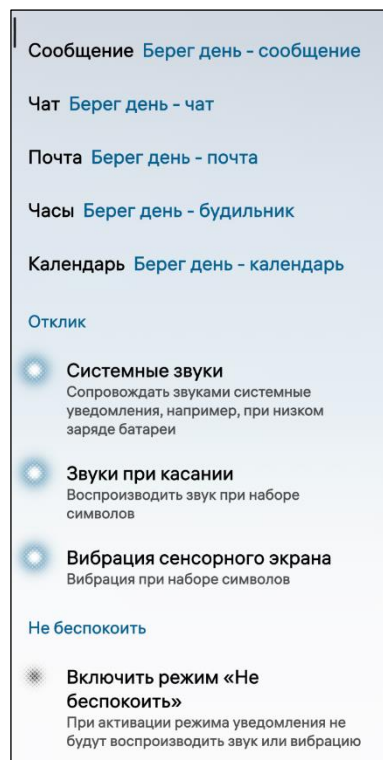 Сообщение Берег день - сообщение
Чат Берег день - чат
Почта Берег день - почта
Часы Берег день - будильник
Календарь Берег день - календарь
Отклик
Системные звуки
Сопровождать звуками системные
уведомления, например, при низком
заряде батареи
Звуки при касании
Воспроизводить звук при наборе
символов
Вибрация сенсорного экрана
Вибрация при наборе символов
Не беспокоить
Включить режим «Не
беспокоить»
При активации режима уведомления не
будут воспроизводить звук или вибрацию